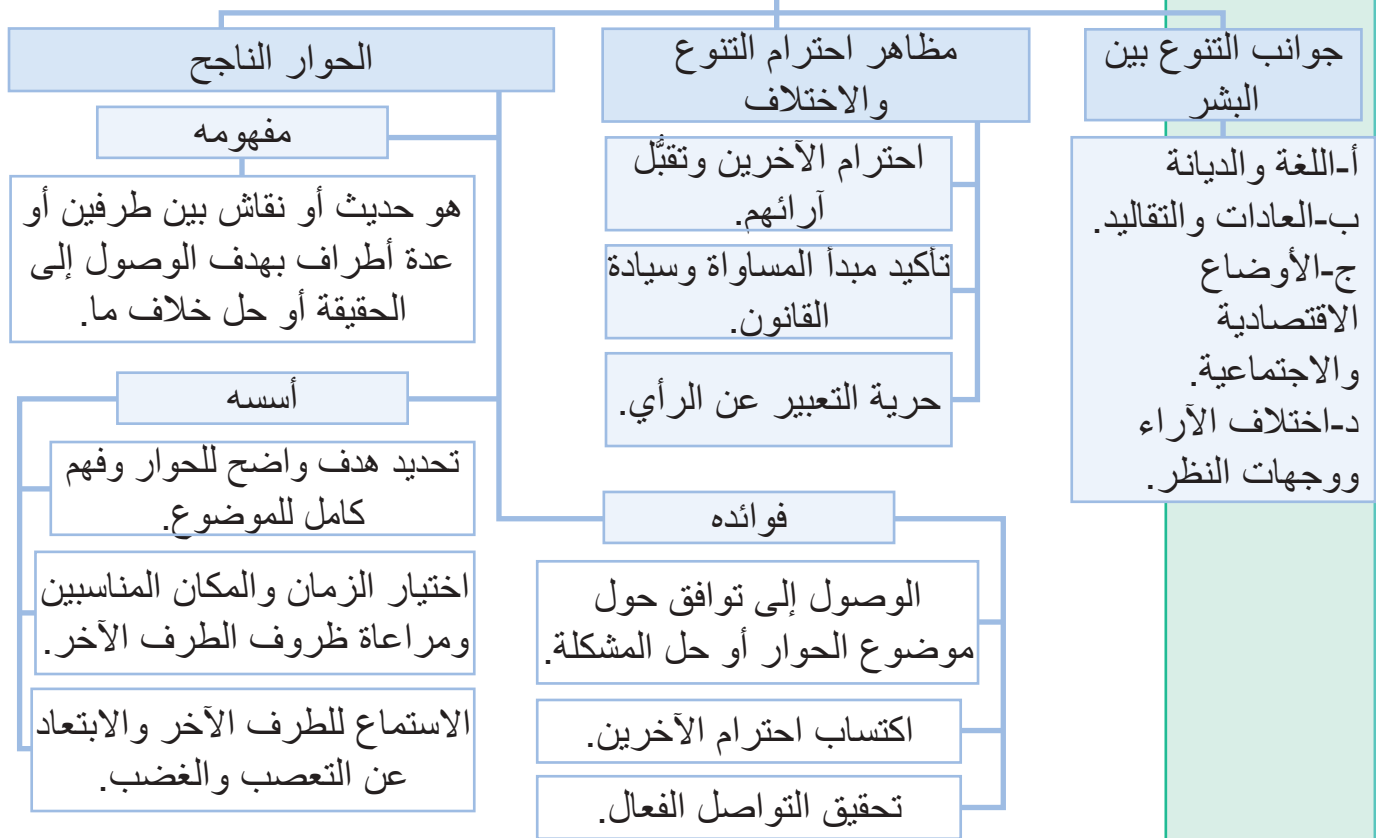 جوانب التنوع بين
البشر
أ-اللغة والديانة
ب-العادات والتقاليد.
ج-الأوضاع
الاقتصادية
والاجتماعية.
د-اختلاف الآراء
ووجهات النظر.
مظاهر احترام التنوع
والاختلاف
احترام الآخرين وتقبُّل
آرائهم.
تأكيد مبدأ المساواة وسيادة
القانون.
حرية التعبير عن الرأي.
الحوار الناجح
مفهومه
هو حديث أو نقاش بين طرفين أو
عدة أطراف بهدف الوصول إلى
الحقيقة أو حل خلاف ما.
أسسه
تحديد هدف واضح للحوار وفهم
كامل للموضوع.
اختيار الزمان والمكان المناسبين
ومراعاة ظروف الطرف الآخر.
الاستماع للطرف الآخر والابتعاد
عن التعصب والغضب.
فوائده
الوصول إلى توافق حول
موضوع الحوار أو حل المشكلة.
اكتساب احترام الآخرين.
تحقيق التواصل الفعال.